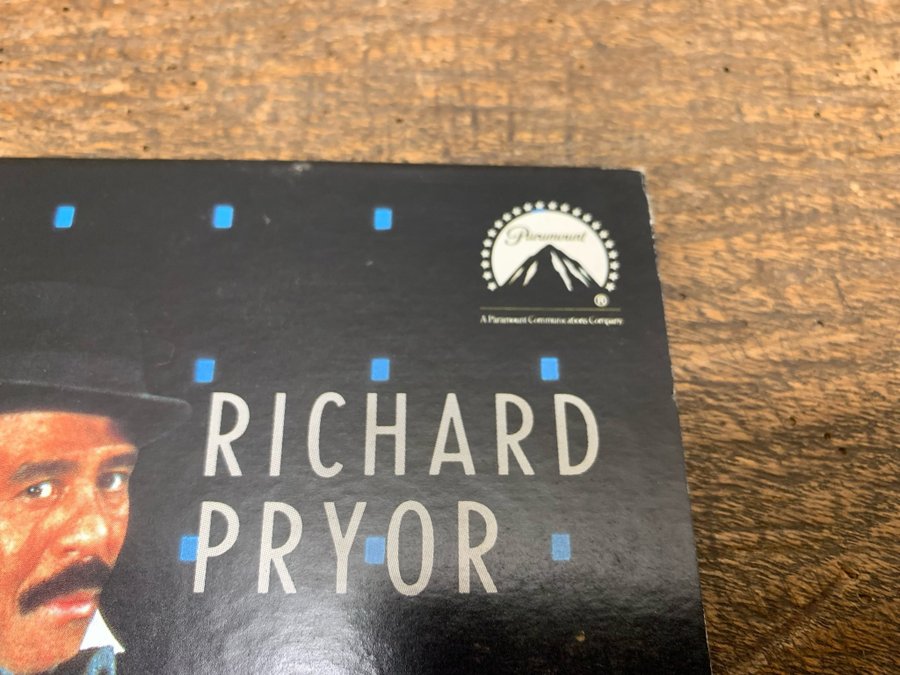 Paramount
®
A Paramount Communications Company
RICHARD
PRYOR